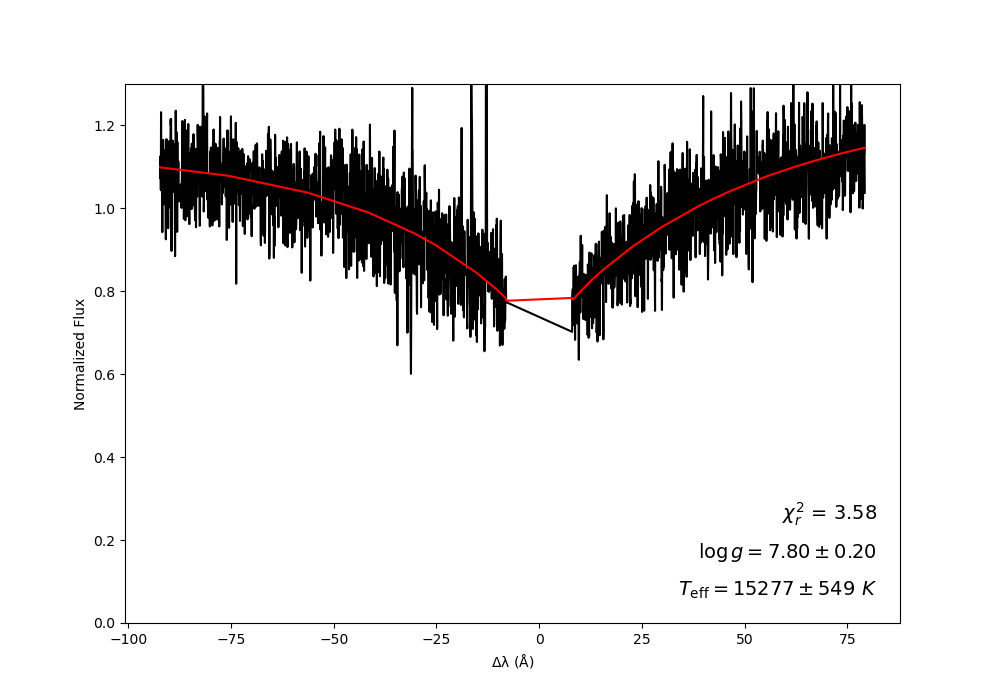 1.2
1.0
0.8
0.6
0.4
0.2
0.0
Normalized Flux
χ²ᵣ = 3.58
log g = 7.80 ± 0.20
T_eff = 15277 ± 549 K
−100 −75 −50 −25 0 25 50 75
Δλ (Å)